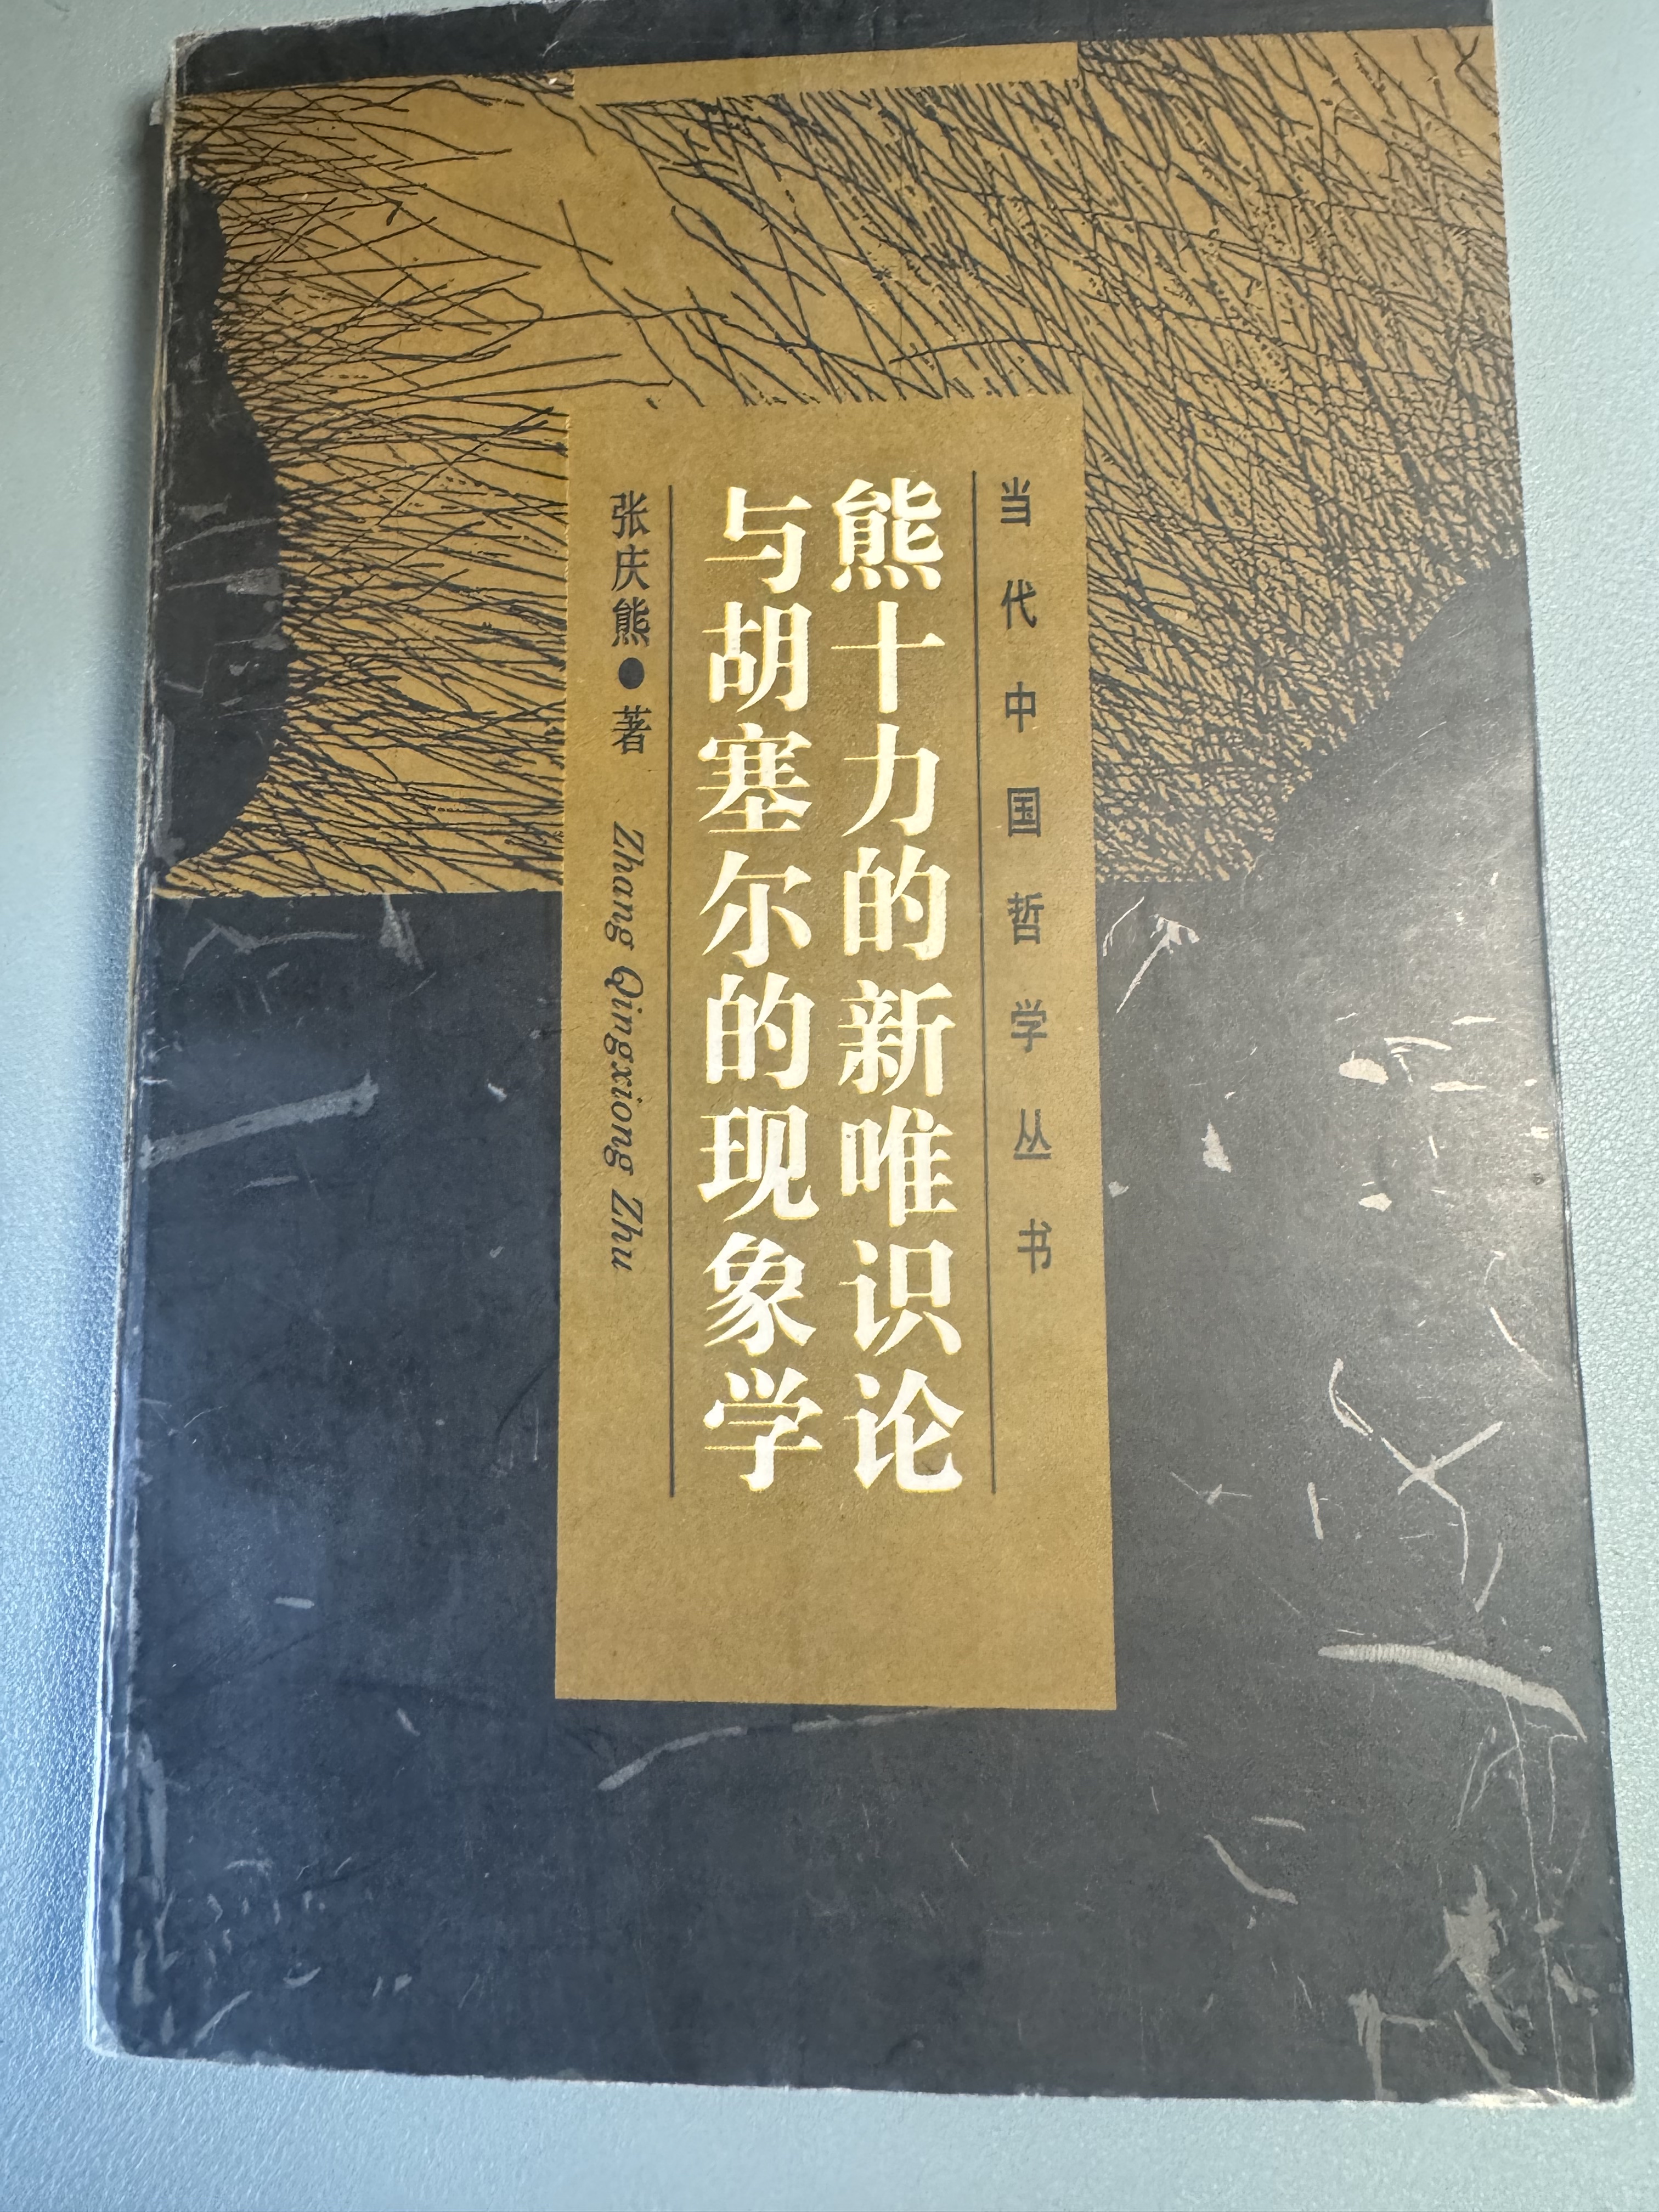 当代中国哲学丛书
熊十力的新唯识论
与胡塞尔的现象学
张庆熊●著 Zhang Qingxiong Zhu